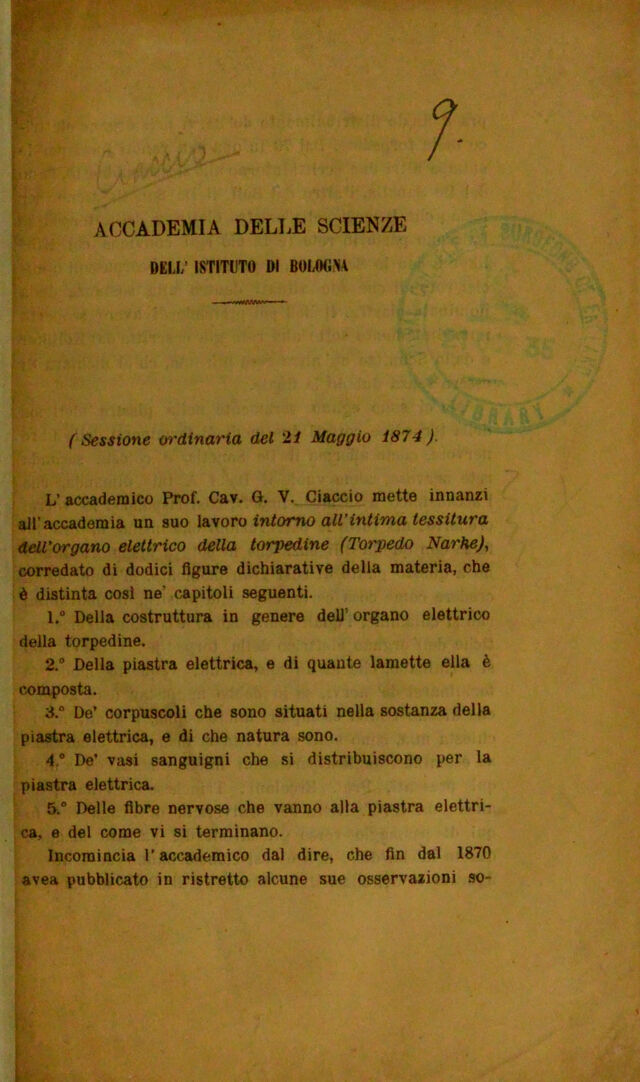 9.
Ciaccio
ACCADEMIA DELLE SCIENZE
DELL' ISTITUTO DI BOLOGNA
SURGEONS OF
LIBRARY
( Sessione ordinaria del 21 Maggio 1874 ).
L' accademico Prof. Cav. G. V. Ciaccio mette innanzi
all' accademia un suo lavoro intorno all' intima tessitura
dell' organo elettrico della torpedine (Torpedo Narke),
corredato di dodici figure dichiarative della materia, che
è distinta così ne' capitoli seguenti.
1.° Della costruttura in genere dell' organo elettrico
della torpedine.
2.° Della piastra elettrica, e di quante lamette ella è
composta.
3.° De' corpuscoli che sono situati nella sostanza della
piastra elettrica, e di che natura sono.
4.° De' vasi sanguigni che si distribuiscono per la
piastra elettrica.
5.° Delle fibre nervose che vanno alla piastra elettri-
ca, e del come vi si terminano.
Incomincia l' accademico dal dire, che fin dal 1870
avea pubblicato in ristretto alcune sue osservazioni so-